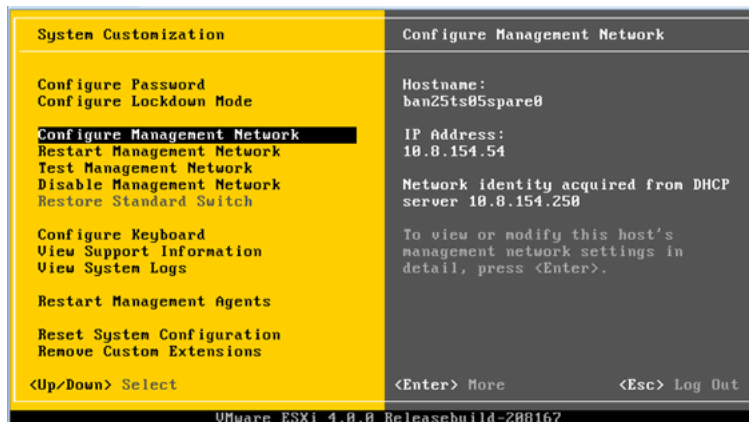 System Customization
Configure Password
Configure Lockdown Mode
Configure Management Network
Restart Management Network
Test Management Network
Disable Management Network
Restore Standard Switch
Configure Keyboard
View Support Information
View System Logs
Restart Management Agents
Reset System Configuration
Remove Custom Extensions
<Up/Down> Select
Configure Management Network
Hostname:
ban25ts05spare0
IP Address:
10.8.154.54
Network identity acquired from DHCP
server 10.8.154.250
To view or modify this host's
management network settings in
detail, press <Enter>.
<Enter> More
<Esc> Log Out
VMware ESXi 4.0.0 Releasebuild-208167